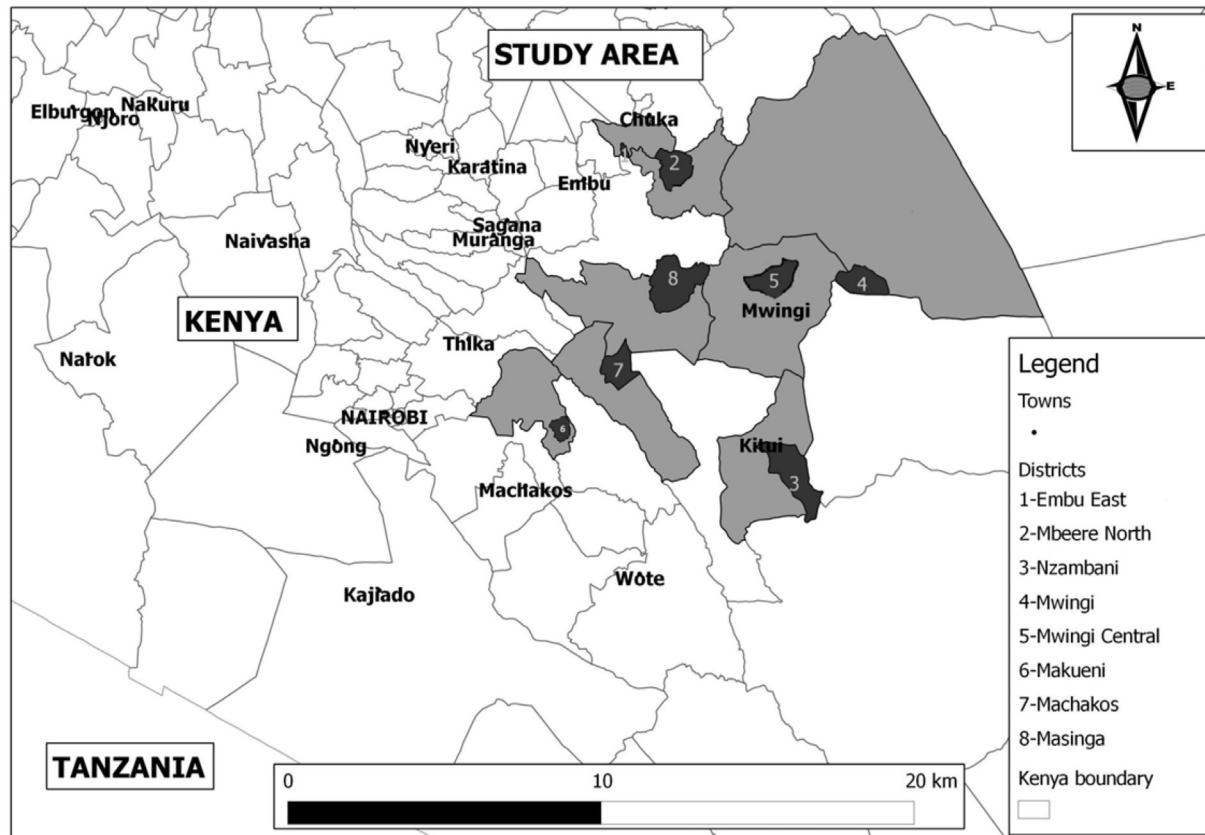 STUDY AREA
N
E
Elburgon
Nakuru
Njoro
Chuka
Nyeri
1
2
Karatina
Embu
Sagana
Muranga
Naivasha
8
5
4
Mwingi
KENYA
Thika
Narok
7
NAIROBI
6
Ngong
Kitui
3
Machakos
Wote
Kajiado
TANZANIA
0 10 20 km
Legend
Towns
Districts
1-Embu East
2-Mbeere North
3-Nzambani
4-Mwingi
5-Mwingi Central
6-Makueni
7-Machakos
8-Masinga
Kenya boundary